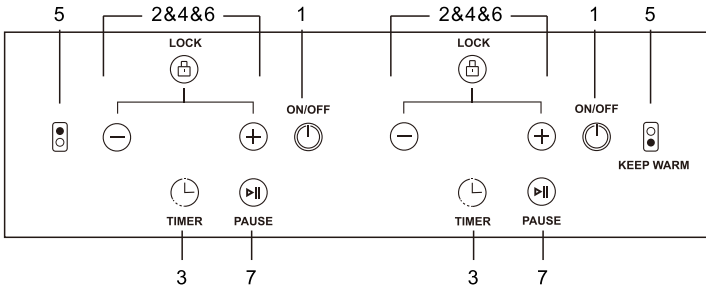 5 2&4&6 1 2&4&6 1 5
LOCK LOCK
ON/OFF ON/OFF
KEEP WARM
TIMER PAUSE TIMER PAUSE
3 7 3 7